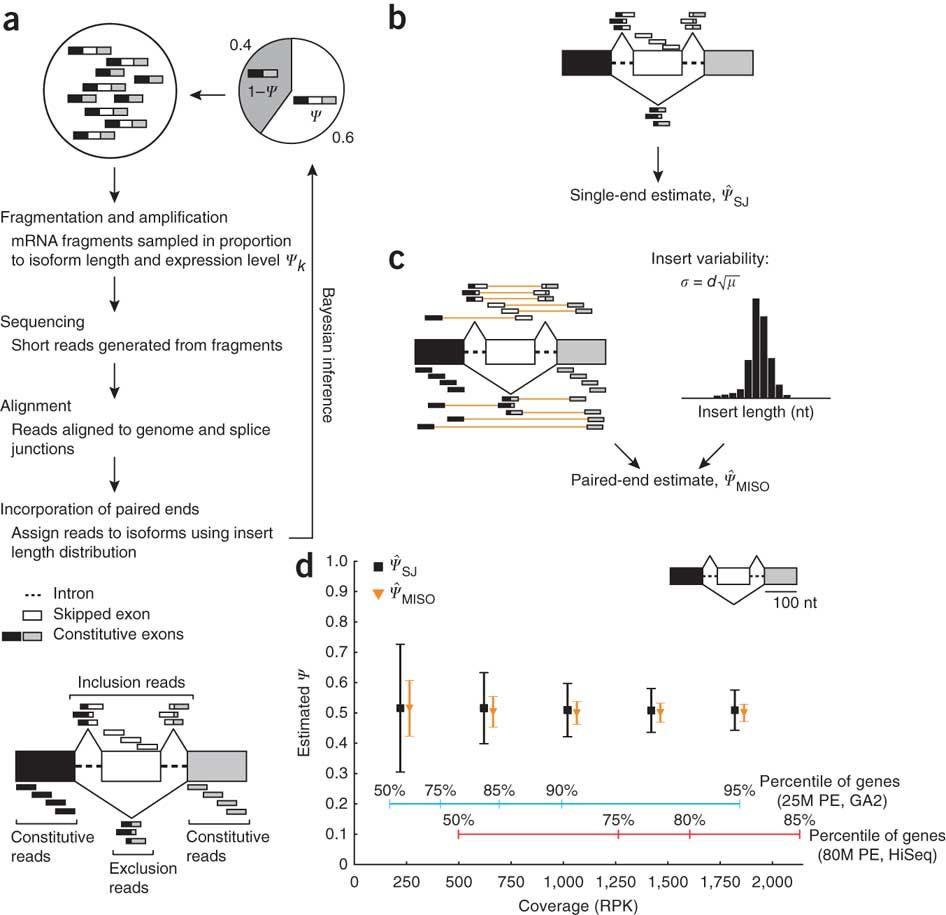 a
0.4
1–Ψ
Ψ
0.6
Fragmentation and amplification
mRNA fragments sampled in proportion
to isoform length and expression level Ψk
Sequencing
Short reads generated from fragments
Alignment
Reads aligned to genome and splice
junctions
Incorporation of paired ends
Assign reads to isoforms using insert
length distribution
Bayesian inference
Intron
Skipped exon
Constitutive exons
Inclusion reads
Constitutive
reads
Exclusion
reads
Constitutive
reads
b
Single-end estimate, Ψ̂SJ
c
Insert variability:
σ = d√μ
Insert length (nt)
Paired-end estimate, Ψ̂MISO
d
Ψ̂SJ
Ψ̂MISO
100 nt
Estimated Ψ
1.0
0.9
0.8
0.7
0.6
0.5
0.4
0.3
0.2
0.1
0
50% 75% 85% 90% 95%
Percentile of genes
(25M PE, GA2)
50% 75% 80% 85%
Percentile of genes
(80M PE, HiSeq)
0 250 500 750 1,000 1,250 1,500 1,750 2,000
Coverage (RPK)